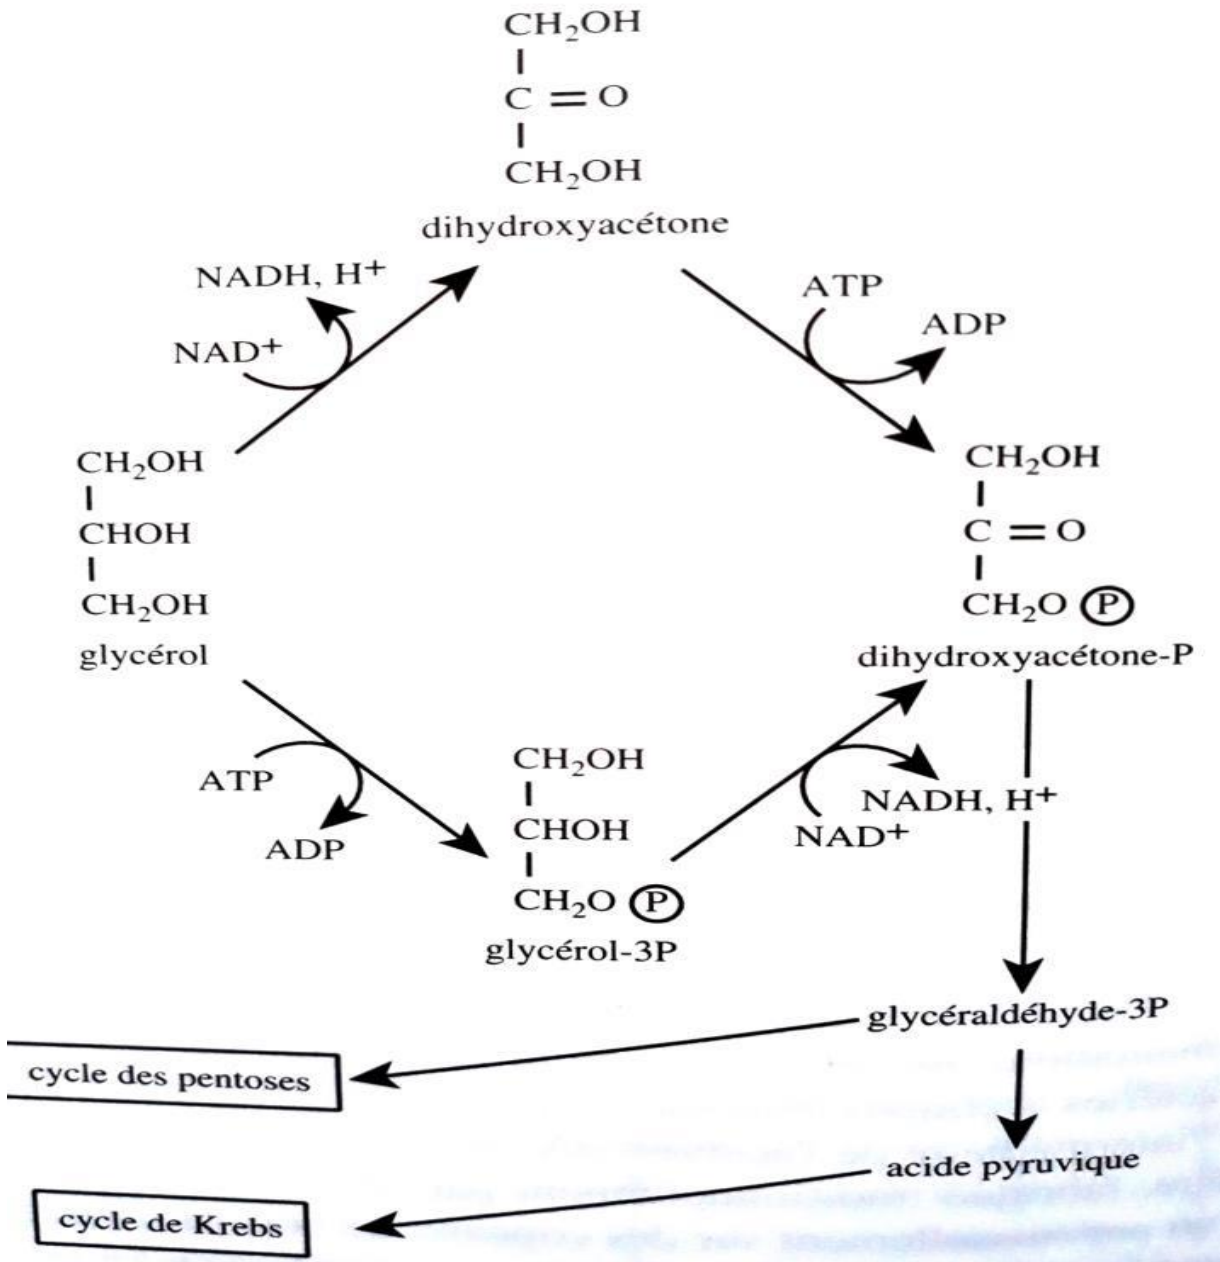 CH₂OH
C = O
CH₂OH
dihydroxyacétone
NADH, H⁺
NAD⁺
ATP
ADP
CH₂OH
CHOH
CH₂OH
glycérol
CH₂OH
C = O
CH₂O Ⓟ
dihydroxyacétone-P
ATP
ADP
CH₂OH
CHOH
CH₂O Ⓟ
glycérol-3P
NADH, H⁺
NAD⁺
glycéraldéhyde-3P
cycle des pentoses
acide pyruvique
cycle de Krebs